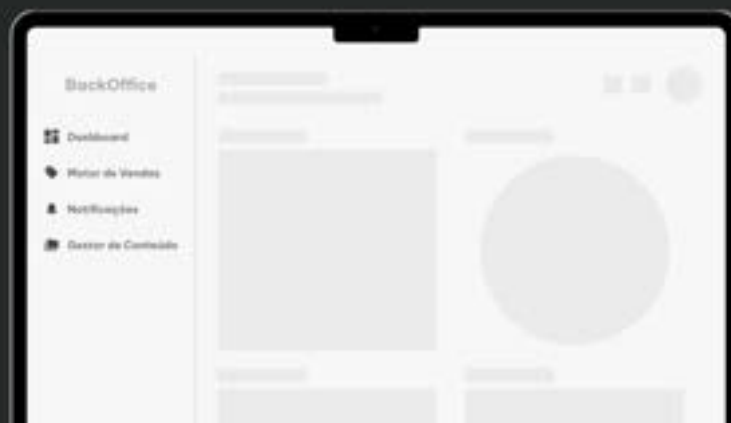 BackOffice
Dashboard
Motor de Vendas
Notificações
Gestor de Conteúdo